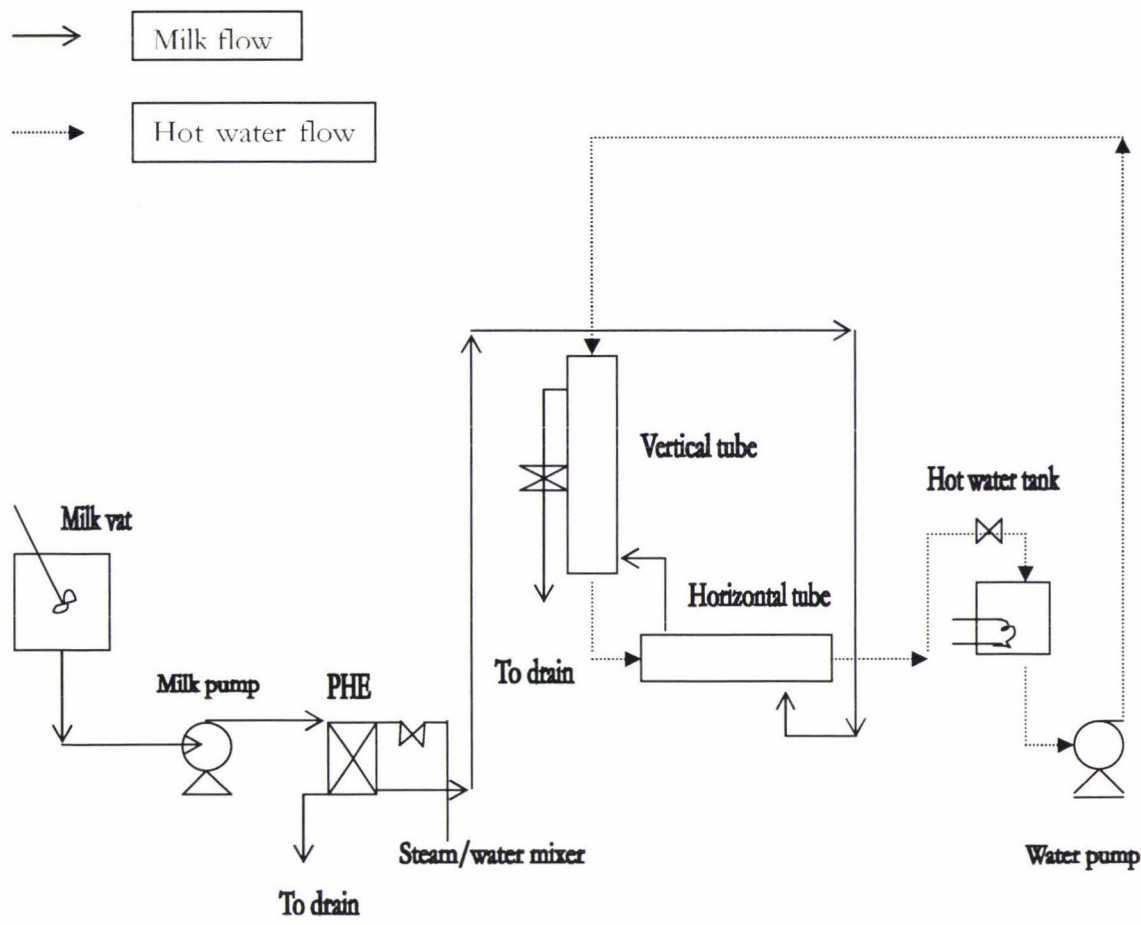 Milk flow
Hot water flow
Vertical tube
Hot water tank
Milk vat
Horizontal tube
To drain
Milk pump
PHE
Steam/water mixer
Water pump
To drain